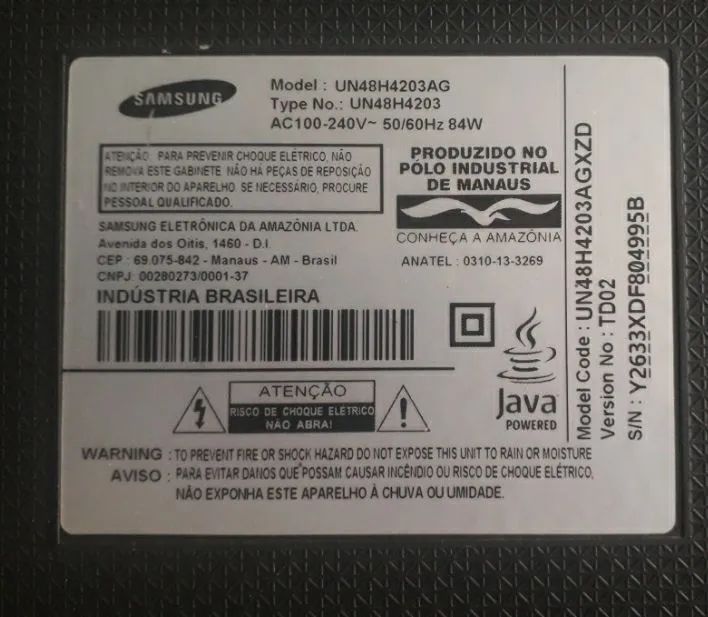 SAMSUNG
Model : UN48H4203AG
Type No.: UN48H4203
AC100-240V~ 50/60Hz 84W
ATENÇÃO: PARA PREVENIR CHOQUE ELÉTRICO, NÃO
REMOVA ESTE GABINETE NÃO HÁ PEÇAS DE REPOSIÇÃO
NO INTERIOR DO APARELHO. SE NECESSÁRIO, PROCURE
PESSOAL QUALIFICADO.
PRODUZIDO NO
PÓLO INDUSTRIAL
DE MANAUS
CONHEÇA A AMAZÔNIA
ANATEL : 0310-13-3269
SAMSUNG ELETRÔNICA DA AMAZÔNIA LTDA.
Avenida dos Oitis, 1460 - D.I.
CEP : 69.075-842 - Manaus - AM - Brasil
CNPJ: 00280273/0001-37
INDÚSTRIA BRASILEIRA
ATENÇÃO
RISCO DE CHOQUE ELÉTRICO
NÃO ABRA!
Java
POWERED
WARNING : TO PREVENT FIRE OR SHOCK HAZARD DO NOT EXPOSE THIS UNIT TO RAIN OR MOISTURE
AVISO : PARA EVITAR DANOS QUE POSSAM CAUSAR INCÊNDIO OU RISCO DE CHOQUE ELÉTRICO,
NÃO EXPONHA ESTE APARELHO À CHUVA OU UMIDADE.
Model Code : UN48H4203AGXZD
Version No : TD02
S/N : Y2633XDF804995B